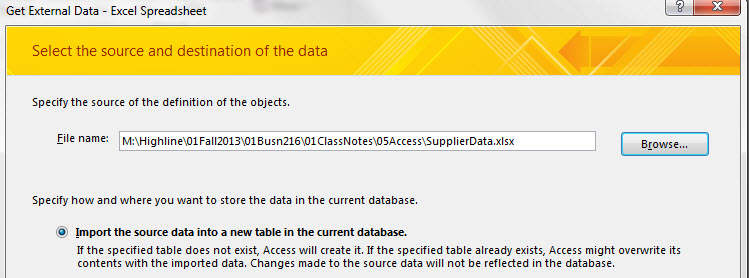 Get External Data - Excel Spreadsheet
Select the source and destination of the data
Specify the source of the definition of the objects.
File name: M:\Highline\01Fall2013\01Busn216\01ClassNotes\05Access\SupplierData.xlsx Browse...
Specify how and where you want to store the data in the current database.
Import the source data into a new table in the current database.
If the specified table does not exist, Access will create it. If the specified table already exists, Access might overwrite its
contents with the imported data. Changes made to the source data will not be reflected in the database.